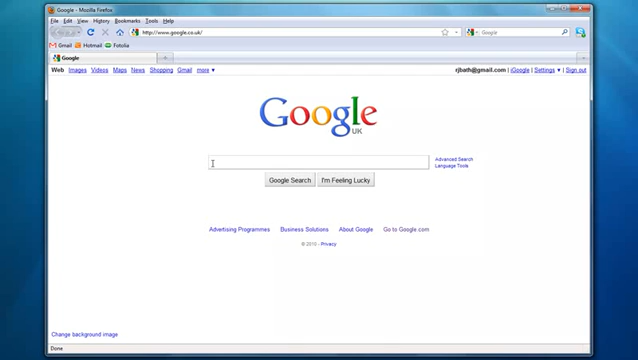 Google - Mozilla Firefox
File Edit View History Bookmarks Tools Help
http://www.google.co.uk/
Google
Gmail Hotmail Fotolia
Google
Web Images Videos Maps News Shopping Gmail more ▼
rjbath@gmail.com | iGoogle | Settings ▼ | Sign out
Google
UK
Advanced Search
Language Tools
Google Search I'm Feeling Lucky
Advertising Programmes Business Solutions About Google Go to Google.com
© 2010 - Privacy
Change background image
Done